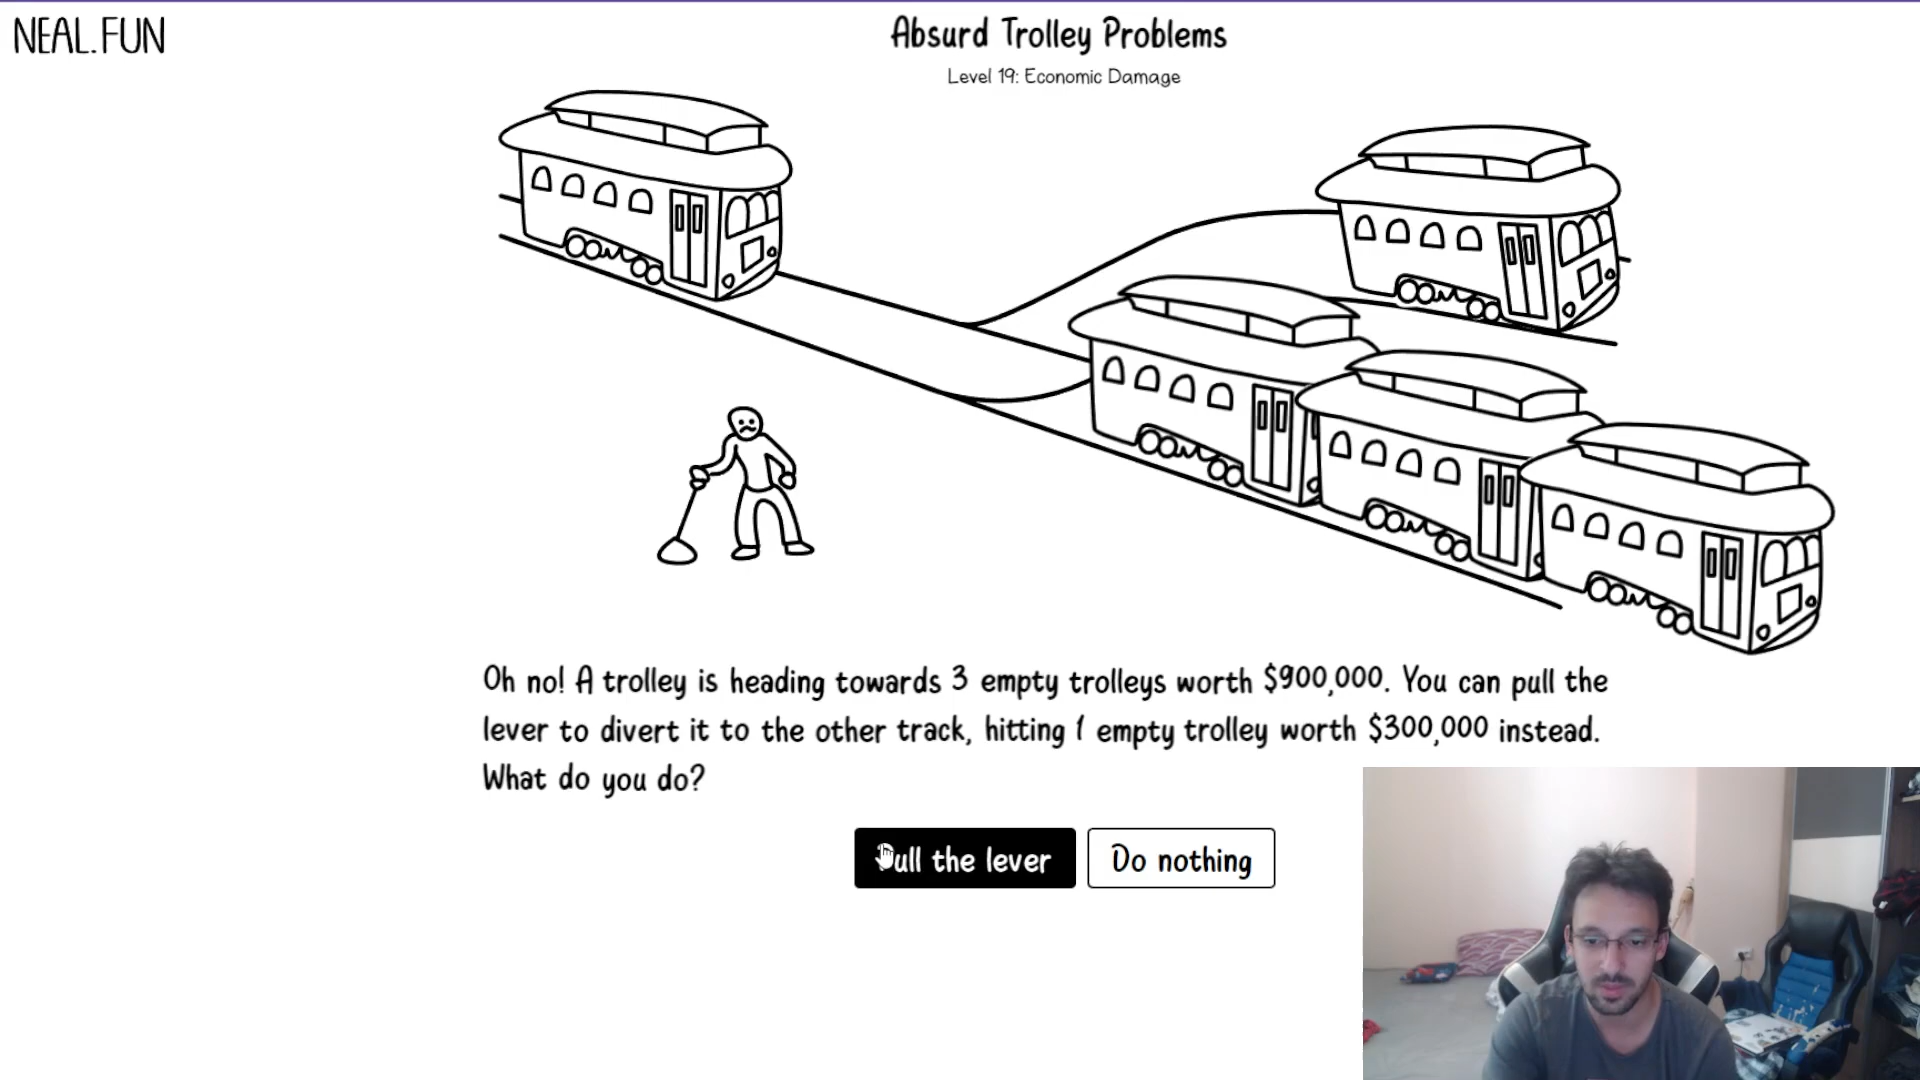 NEAL.FUN
Absurd Trolley Problems
Level 19: Economic Damage
Oh no! A trolley is heading towards 3 empty trolleys worth $900,000. You can pull the
lever to divert it to the other track, hitting 1 empty trolley worth $300,000 instead.
What do you do?
Pull the lever
Do nothing